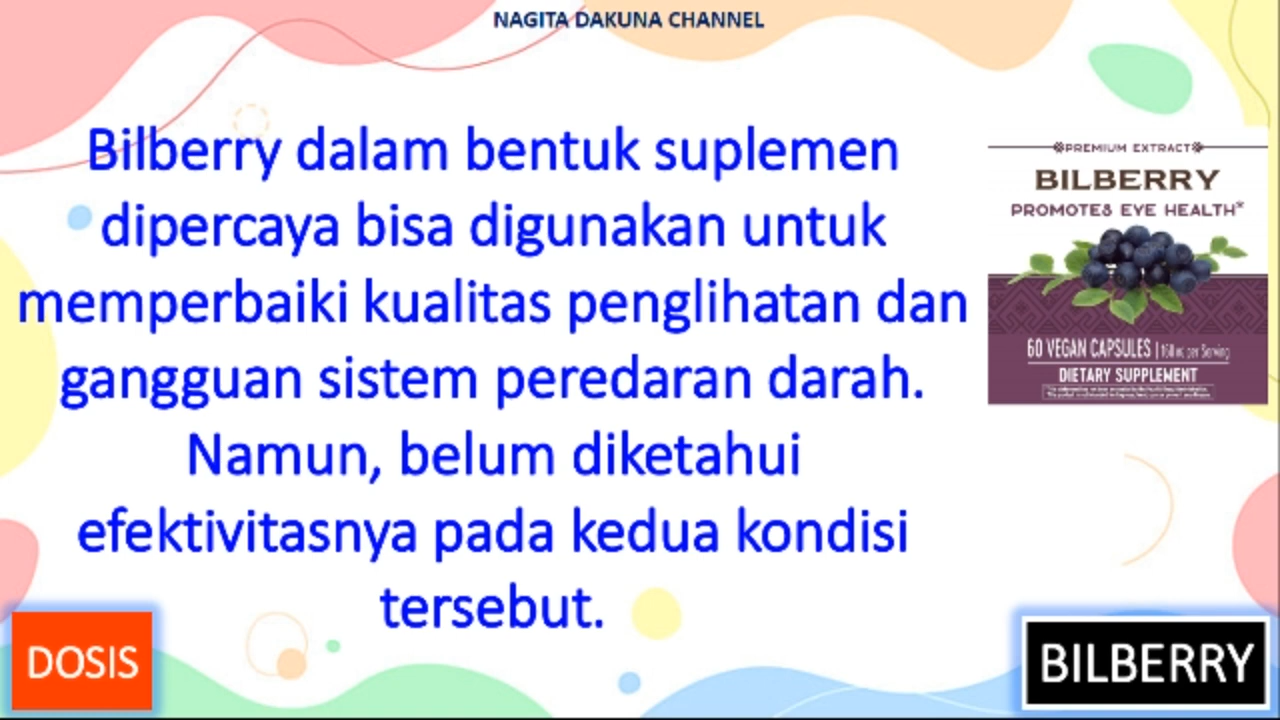 NAGITA DAKUNA CHANNEL
Bilberry dalam bentuk suplemen
dipercaya bisa digunakan untuk
memperbaiki kualitas penglihatan dan
gangguan sistem peredaran darah.
Namun, belum diketahui
efektivitasnya pada kedua kondisi
tersebut.
PREMIUM EXTRACT
BILBERRY
PROMOTES EYE HEALTH*
60 VEGAN CAPSULES | per Serving
DIETARY SUPPLEMENT
DOSIS
BILBERRY